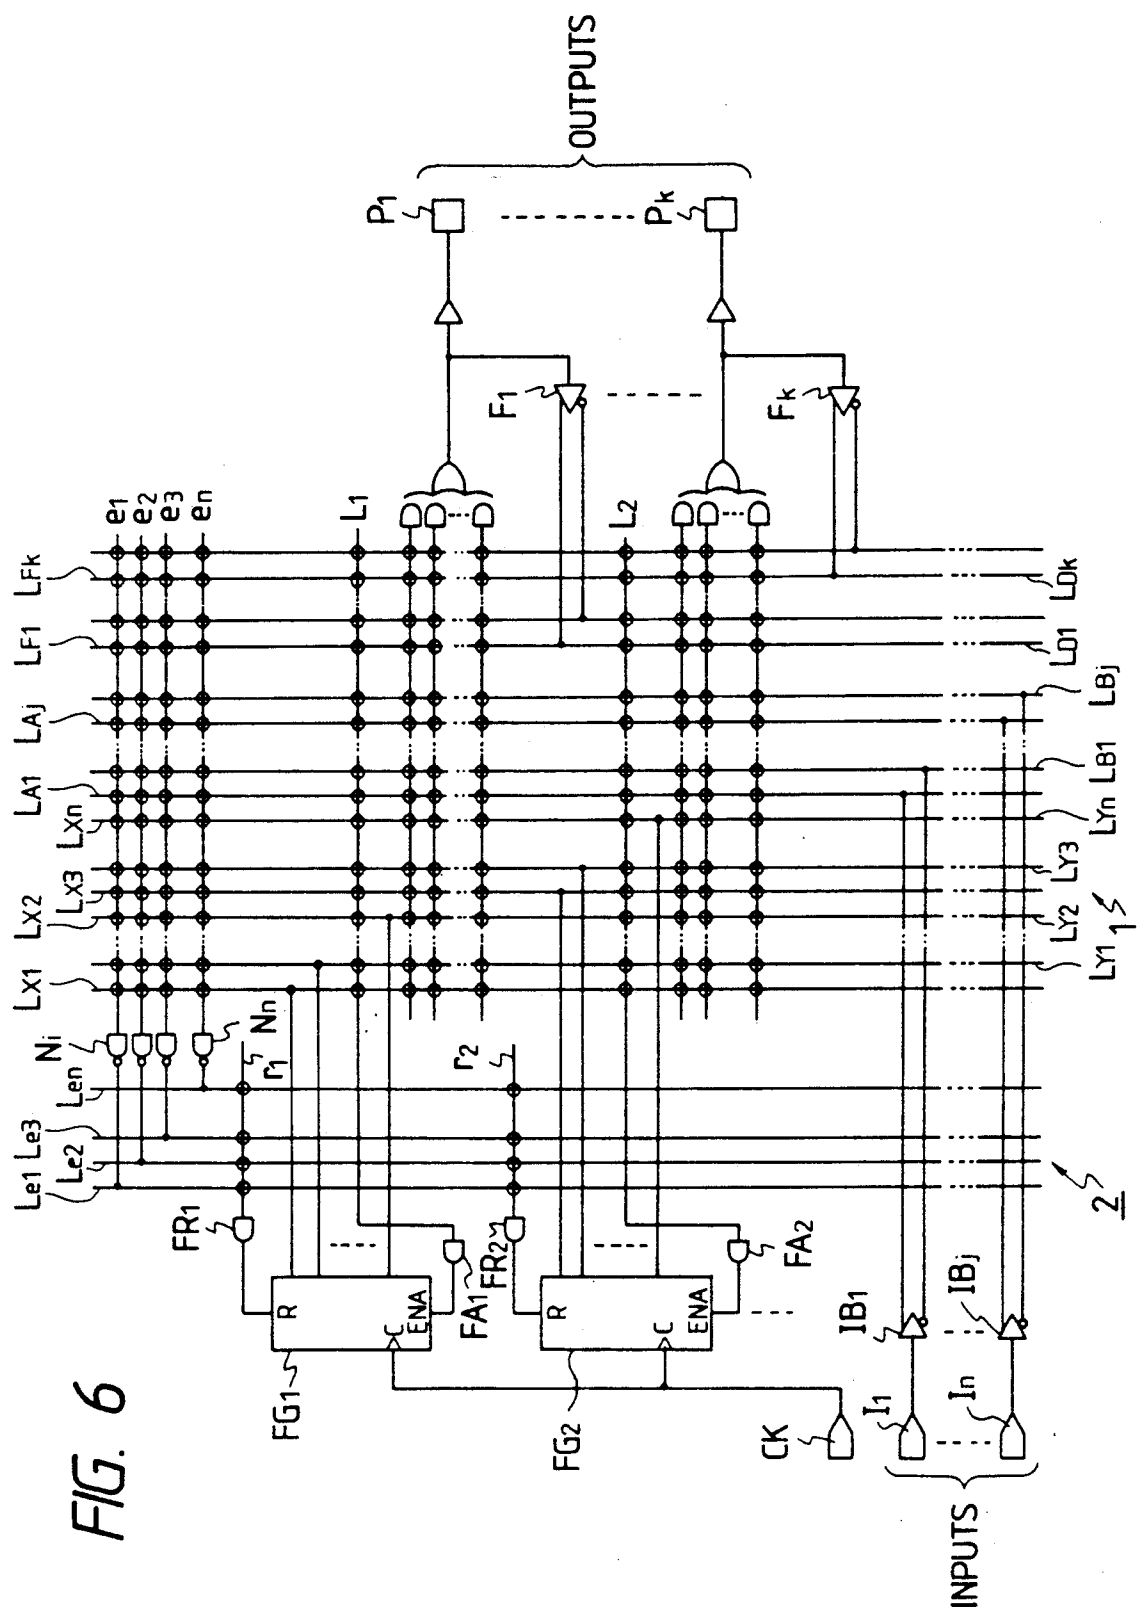 FIG. 6
Le1
Le2
Le3
Len
LX1
LX2
LX3
LXn
LA1
LAj
LF1
LFk
Ni
Nn
e1
e2
e3
en
FR1
r1
R
C
ENA
FG1
FA1
L1
P1
F1
FR2
r2
R
C
ENA
FG2
FA2
L2
Pk
Fk
OUTPUTS
CK
I1
In
IB1
IBj
INPUTS
2
1
LY1
LY2
LY3
LYn
LB1
LBj
LD1
LDk